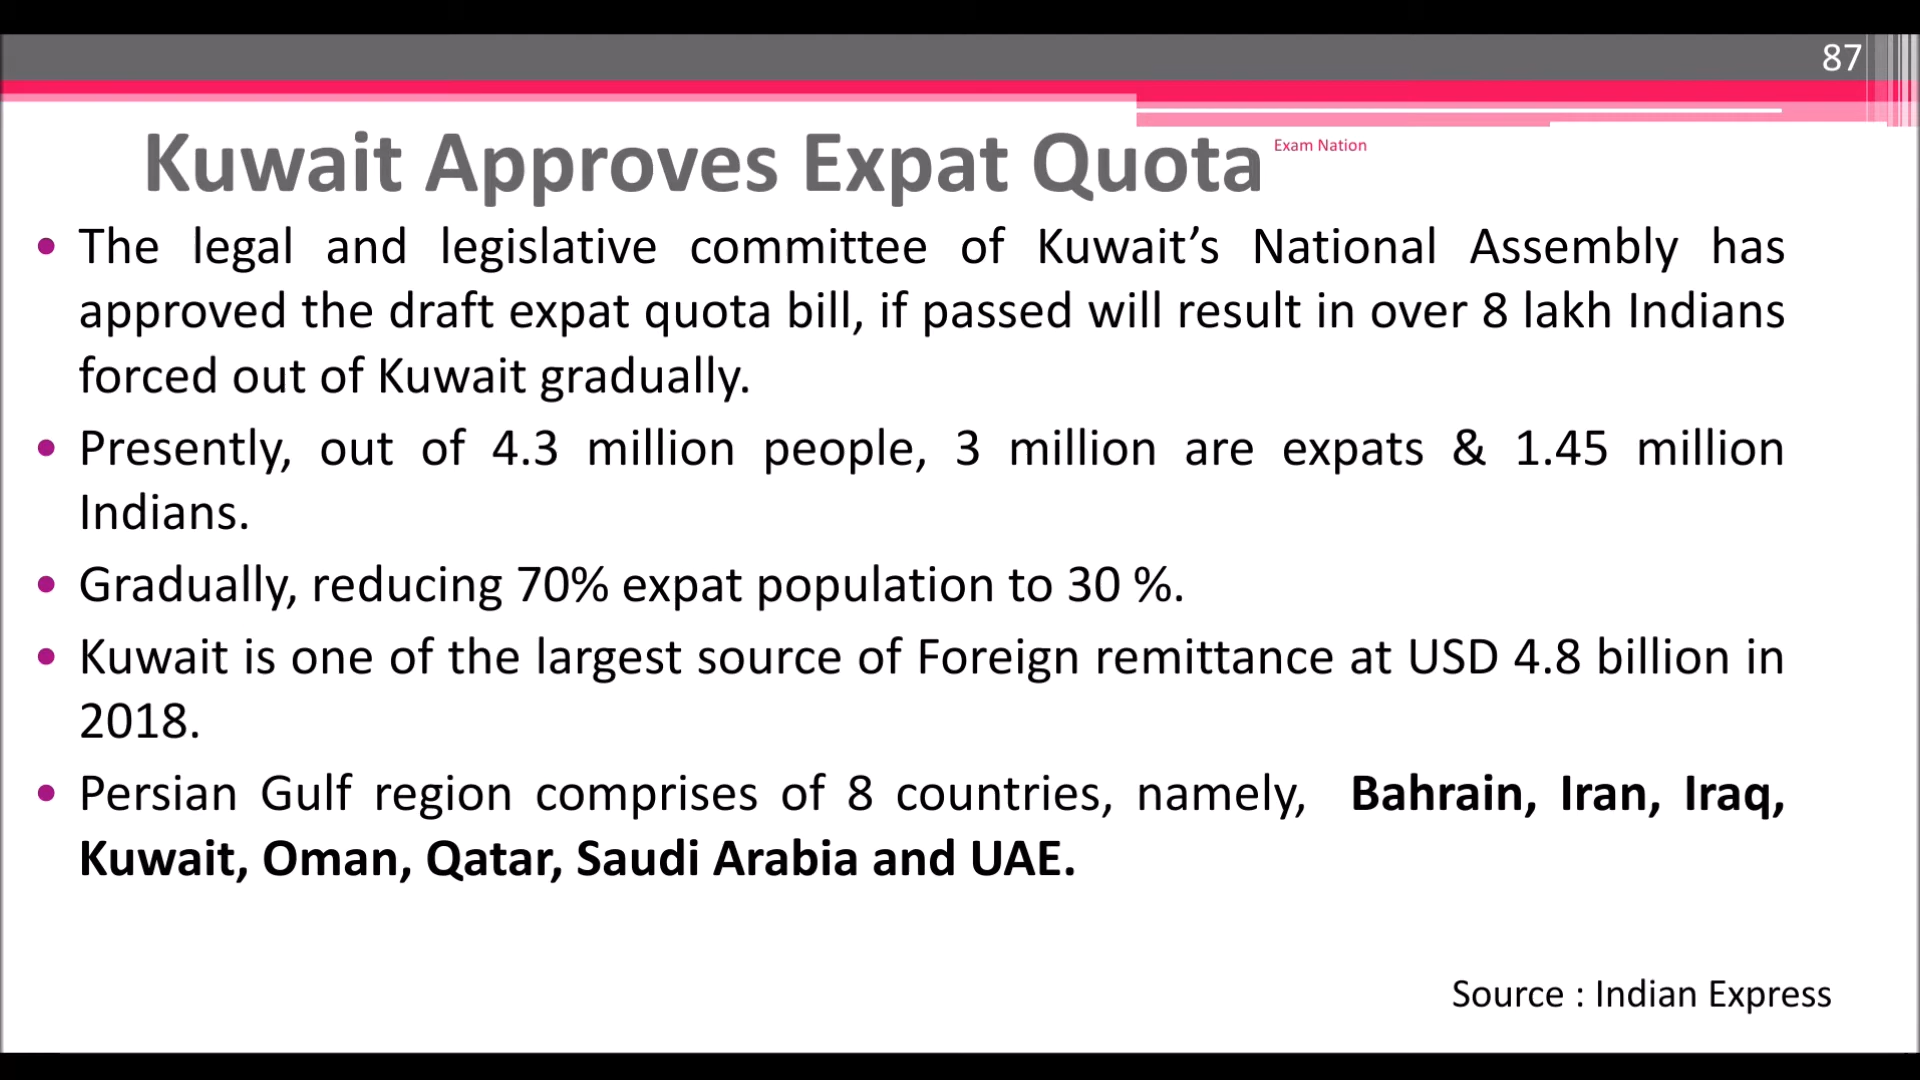 87
Kuwait Approves Expat Quota
Exam Nation
• The legal and legislative committee of Kuwait’s National Assembly has
approved the draft expat quota bill, if passed will result in over 8 lakh Indians
forced out of Kuwait gradually.
• Presently, out of 4.3 million people, 3 million are expats & 1.45 million
Indians.
• Gradually, reducing 70% expat population to 30 %.
• Kuwait is one of the largest source of Foreign remittance at USD 4.8 billion in
2018.
• Persian Gulf region comprises of 8 countries, namely, Bahrain, Iran, Iraq,
Kuwait, Oman, Qatar, Saudi Arabia and UAE.
Source : Indian Express